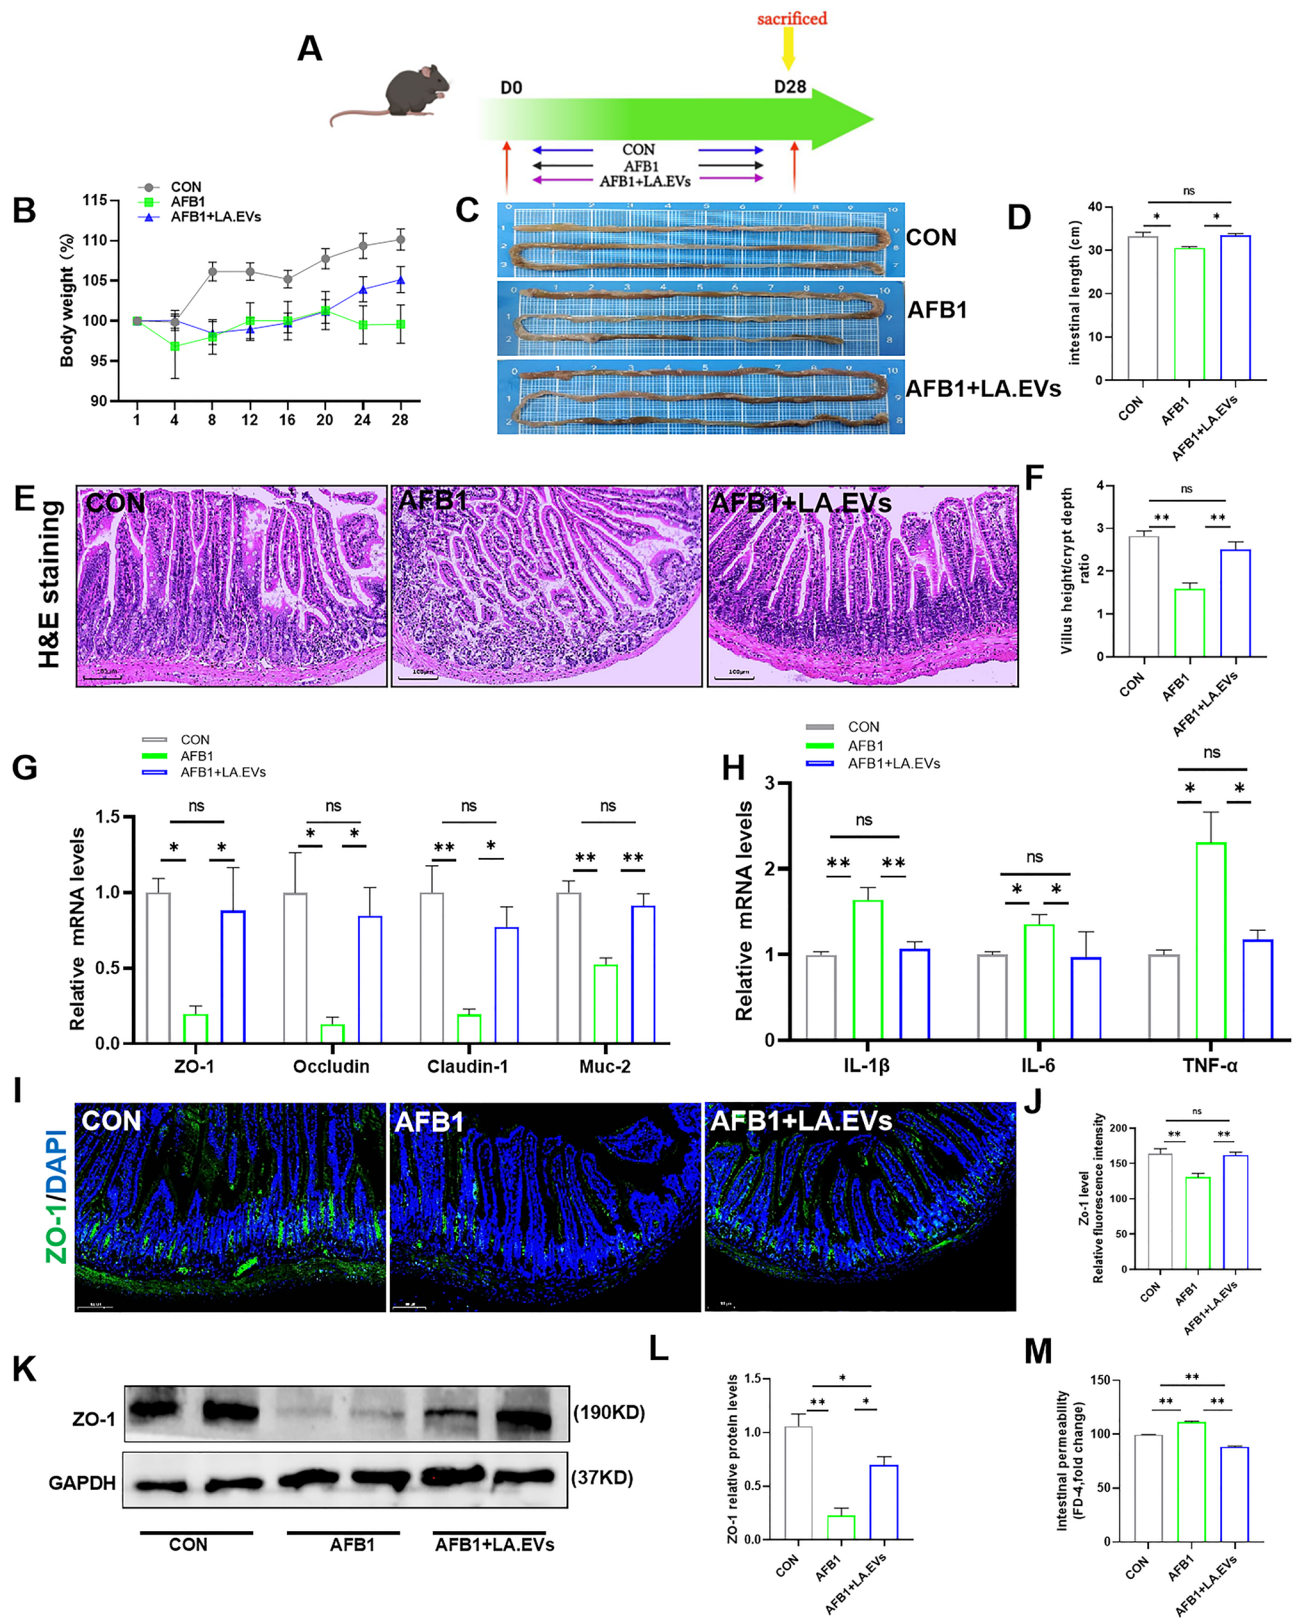 A
sacrificed
D0
D28
CON
AFB1
AFB1+LA.EVs
B
CON
AFB1
AFB1+LA.EVs
Body weight (%)
115
110
105
100
95
90
1 4 8 12 16 20 24 28
C
CON
AFB1
AFB1+LA.EVs
D
intestinal length (cm)
40
30
20
10
0
ns
* *
CON
AFB1
AFB1+LA.EVs
E
H&E staining
CON
AFB1
AFB1+LA.EVs
100μm
100μm
F
Villus height/crypt depth
ratio
4
3
2
1
0
ns
** **
CON
AFB1
AFB1+LA.EVs
G
CON
AFB1
AFB1+LA.EVs
Relative mRNA levels
1.5
1.0
0.5
0.0
ns ns ns ns
* * * * ** * ** **
ZO-1 Occludin Claudin-1 Muc-2
H
CON
AFB1
AFB1+LA.EVs
Relative mRNA levels
3
2
1
0
ns ns ns
** ** * * * *
IL-1β IL-6 TNF-α
I
ZO-1/DAPI
CON
AFB1
AFB1+LA.EVs
J
Zo-1 level
Relative fluorescence intensity
200
150
100
50
0
ns
** **
CON
AFB1
AFB1+LA.EVs
K
ZO-1
(190KD)
GAPDH
(37KD)
CON
AFB1
AFB1+LA.EVs
L
ZO-1 relative protein levels
1.5
1.0
0.5
0.0
*
** *
CON
AFB1
AFB1+LA.EVs
M
Intestinal permeability
(FD-4,fold change)
150
100
50
0
**
** **
CON
AFB1
AFB1+LA.EVs